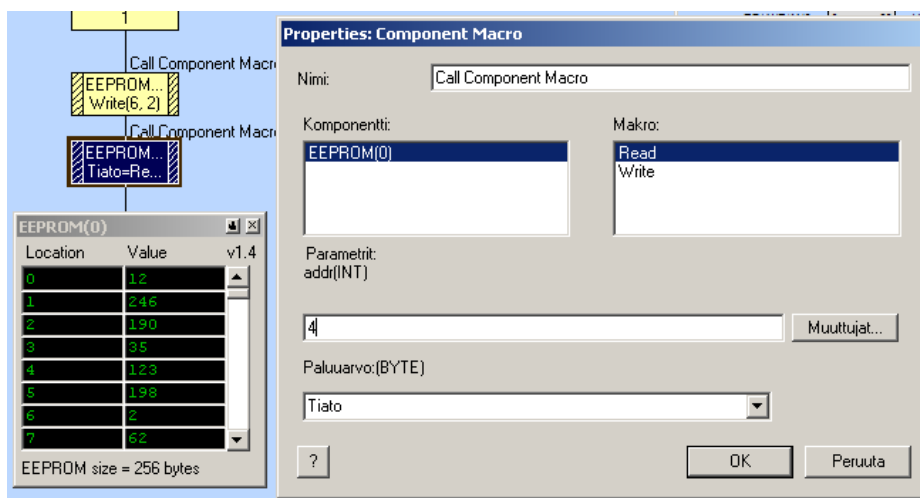 1
Call Component Macr
EEPROM...
Write(6, 2)
Call Component Macr
EEPROM...
Tiato=Re...
EEPROM(0)
Location Value v1.4
0 12
1 246
2 190
3 35
4 123
5 198
6 2
7 62
EEPROM size = 256 bytes
Properties: Component Macro
Nimi: Call Component Macro
Komponentti: Makro:
EEPROM(0) Read
Write
Parametrit:
addr(INT)
4 Muuttujat...
Paluuarvo:(BYTE)
Tiato
? OK Peruuta